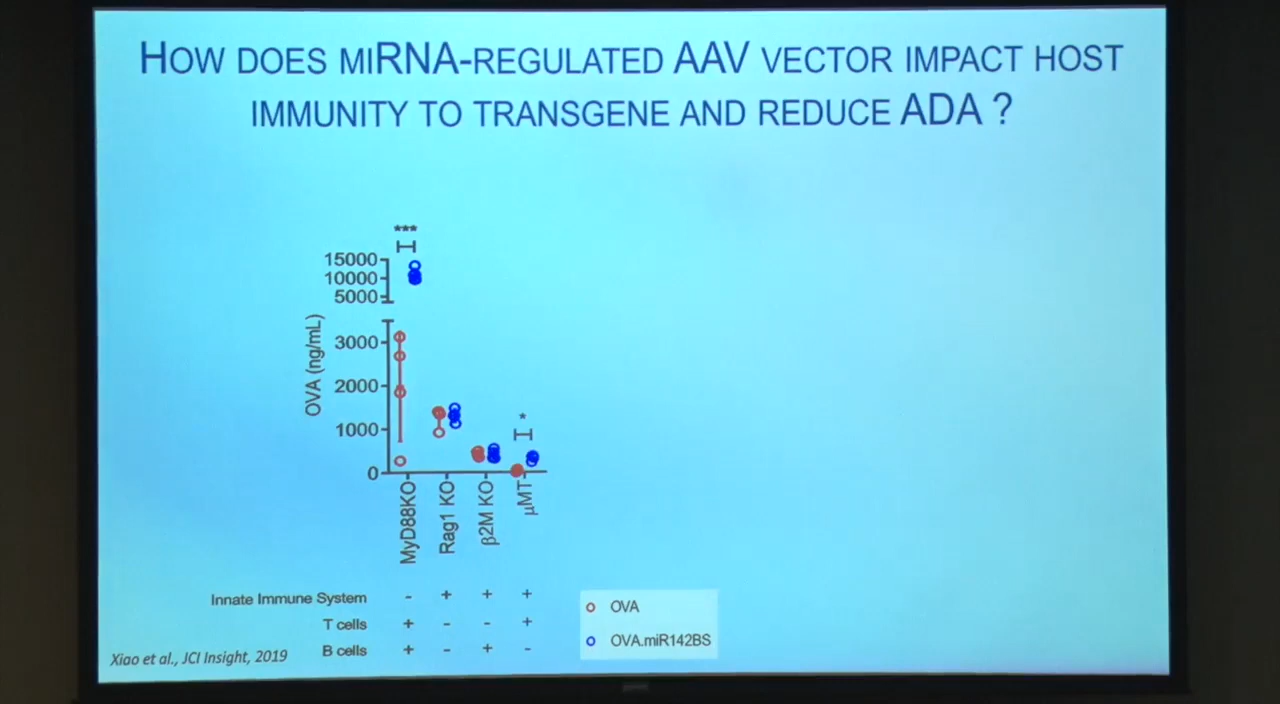 HOW DOES MIRNA-REGULATED AAV VECTOR IMPACT HOST
IMMUNITY TO TRANSGENE AND REDUCE ADA ?
***
15000
10000
5000
OVA (ng/mL)
3000
2000
1000
0
*
MyD88KO
Rag1 KO
β2M KO
μMT
Innate Immune System - + + +
T cells + - - +
B cells + - + -
OVA
OVA.miR142BS
Xiao et al., JCI Insight, 2019